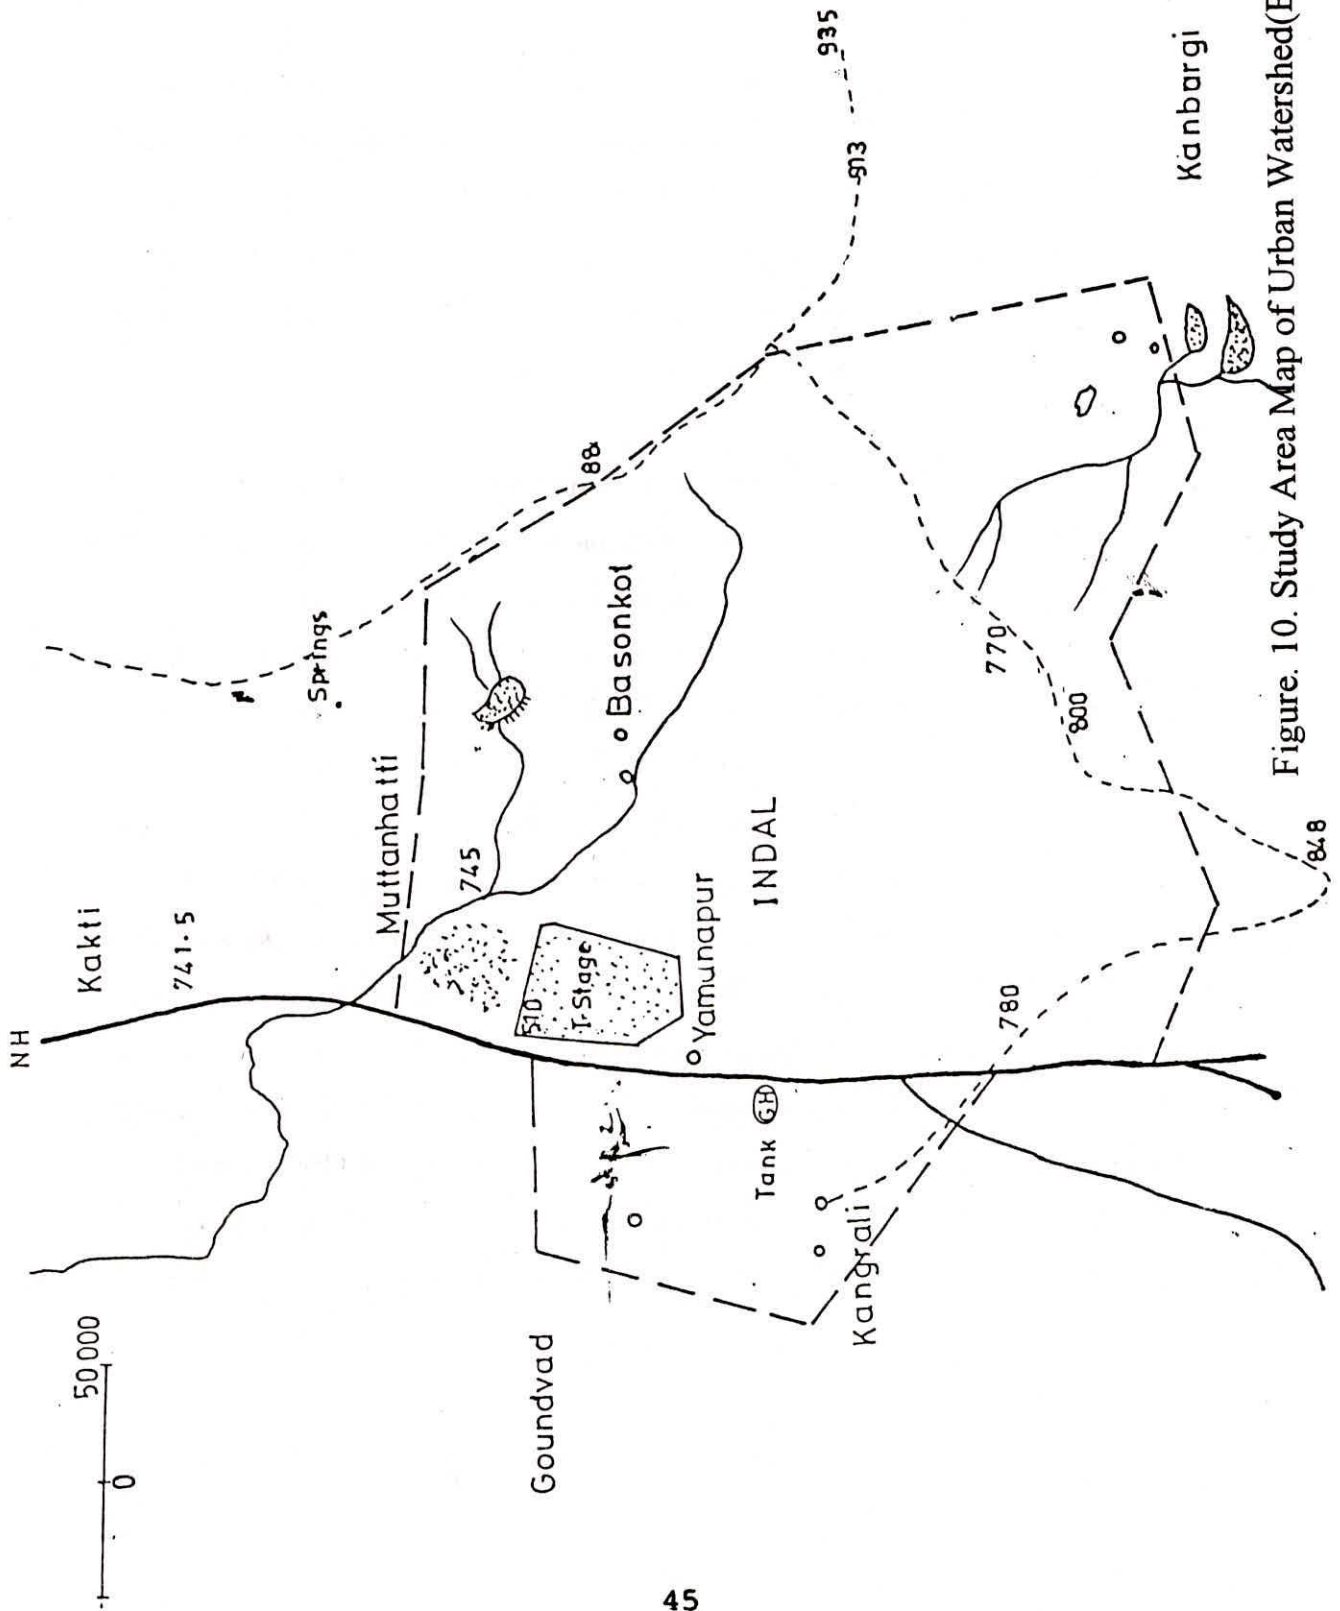 50000
0
NH
Kakti
741.5
Springs
Muttanhatti
745
88
935
913
Goundvad
510
I-Stage
Basonkot
Yamunapur
INDAL
Tank GH
Kangrali
780
770
800
848
Kanbargi
Figure. 10. Study Area Map of Urban Watershed(B
45